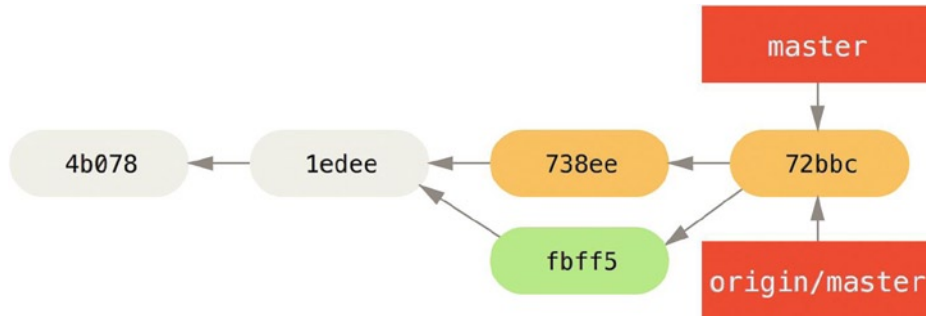 master
4b078
1edee
738ee
72bbc
fbff5
origin/master